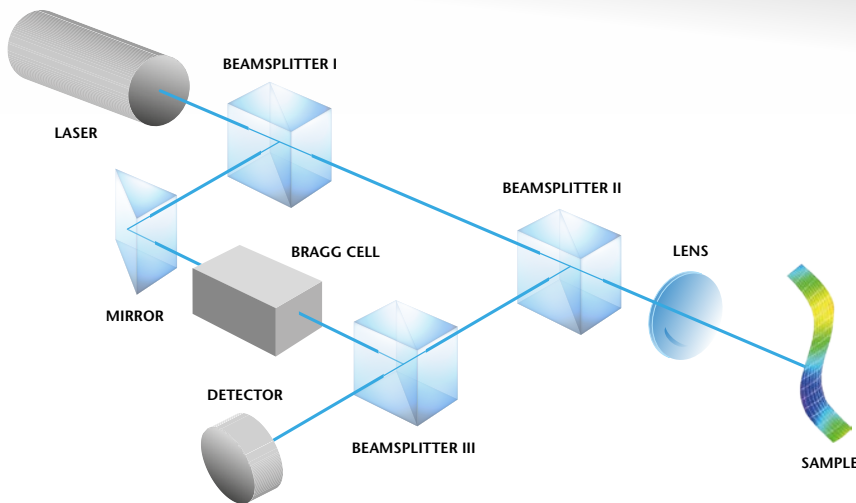 BEAMSPLITTER I
LASER
BEAMSPLITTER II
BRAGG CELL
LENS
MIRROR
DETECTOR
BEAMSPLITTER III
SAMPLE